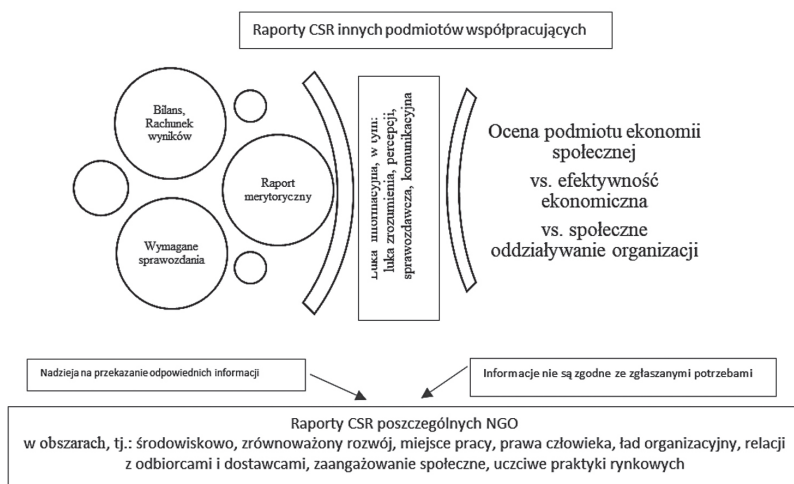 Raporty CSR innych podmiotów współpracujących
Bilans,
Rachunek
wyników
Raport
merytoryczny
Wymagane
sprawozdania
Luka informacyjna, w tym:
luka zrozumienia, percepcji,
sprawozdawcza, komunikacyjna
Ocena podmiotu ekonomii
społecznej
vs. efektywność
ekonomiczna
vs. społeczne
oddziaływanie organizacji
Nadzieja na przekazanie odpowiednich informacji
Informacje nie są zgodne ze zgłaszanymi potrzebami
Raporty CSR poszczególnych NGO
w obszarach, tj.: środowiskowo, zrównoważony rozwój, miejsce pracy, prawa człowieka, ład organizacyjny, relacji
z odbiorcami i dostawcami, zaangażowanie społeczne, uczciwe praktyki rynkowych